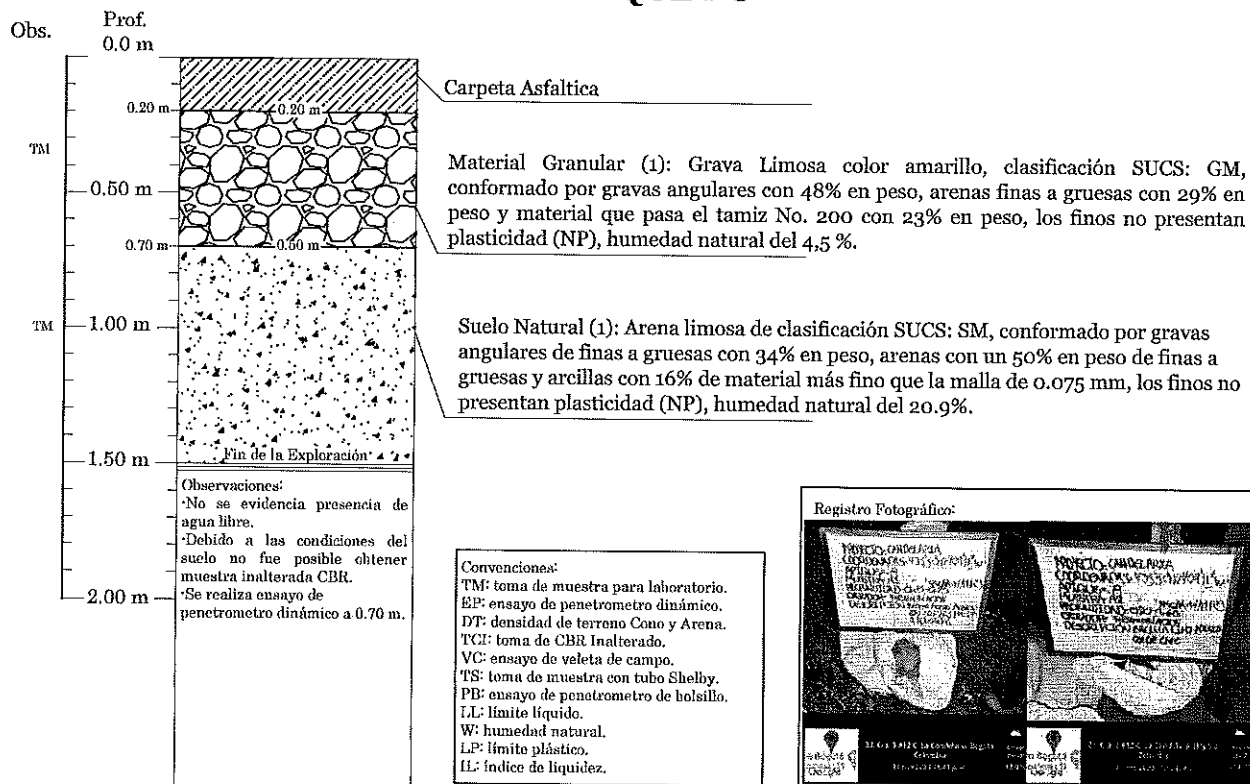 Obs.
Prof.
0.0 m
Carpeta Asfaltica
0.20 m
0.20 m
TM
Material Granular (1): Grava Limosa color amarillo, clasificación SUCS: GM,
conformado por gravas angulares con 48% en peso, arenas finas a gruesas con 29% en
peso y material que pasa el tamiz No. 200 con 23% en peso, los finos no presentan
plasticidad (NP), humedad natural del 4,5 %.
0.50 m
0.70 m
0.50 m
TM
1.00 m
Suelo Natural (1): Arena limosa de clasificación SUCS: SM, conformado por gravas
angulares de finas a gruesas con 34% en peso, arenas con un 50% en peso de finas a
gruesas y arcillas con 16% de material más fino que la malla de 0.075 mm, los finos no
presentan plasticidad (NP), humedad natural del 20.9%.
Fin de la Exploración
1.50 m
Observaciones:
·No se evidencia presencia de
agua libre.
·Debido a las condiciones del
suelo no fue posible obtener
muestra inalterada CBR.
·Se realiza ensayo de
penetrometro dinámico a 0.70 m.
2.00 m
Convenciones:
TM: toma de muestra para laboratorio.
EP: ensayo de penetrometro dinámico.
DT: densidad de terreno Cono y Arena.
TCI: toma de CBR Inalterado.
VC: ensayo de veleta de campo.
TS: toma de muestra con tubo Shelby.
PB: ensayo de penetrometro de bolsillo.
LL: límite líquido.
W: humedad natural.
LP: límite plástico.
IL: índice de liquidez.
Registro Fotográfico:
Google
Google